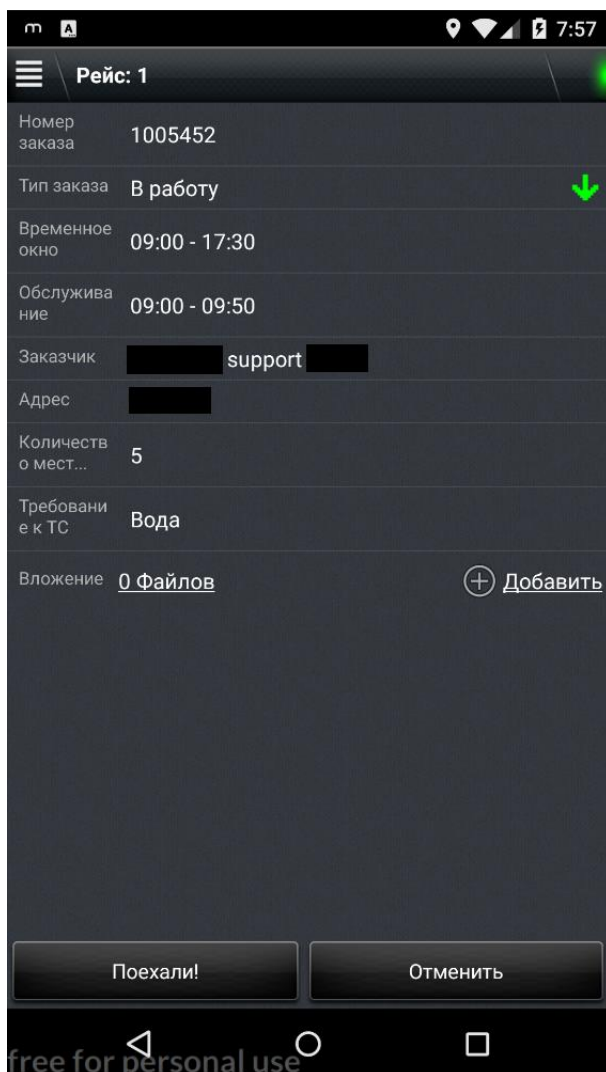 7:57
Рейс: 1
Номер заказа 1005452
Тип заказа В работу
Временное окно 09:00 - 17:30
Обслужива
ние 09:00 - 09:50
Заказчик support
Адрес
Количеств
о мест... 5
Требовани
е к ТС Вода
Вложение 0 Файлов Добавить
Поехали! Отменить
free for personal use